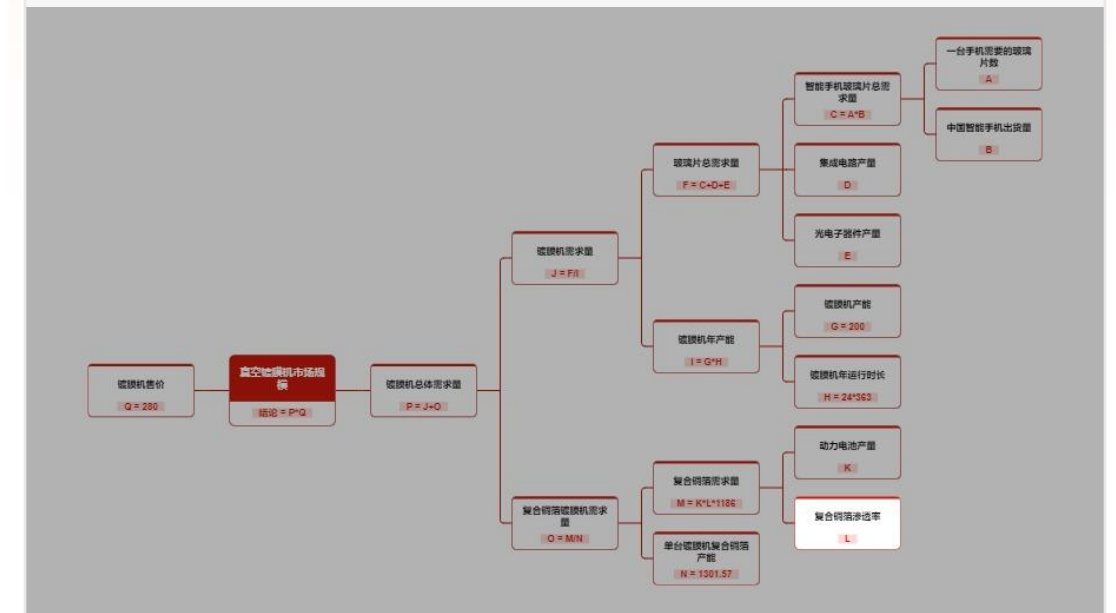 一台手机需要的玻璃
片数
A
智能手机玻璃片总需
求量
C = A*B
中国智能手机出货量
B
玻璃片总需求量
F = C+D+E
集成电路产量
D
光电子器件产量
E
镀膜机需求量
J = F/I
镀膜机产能
G = 200
镀膜机年产能
I = G*H
镀膜机年运行时长
H = 24*363
镀膜机售价
Q = 280
真空镀膜机市场规
模
结论 = P*Q
镀膜机总体需求量
P = J+O
动力电池产量
K
复合铜箔需求量
M = K*L*1186
复合铜箔渗透率
L
复合铜箔镀膜机需求
量
O = M/N
单台镀膜机复合铜箔
产能
N = 1301.57